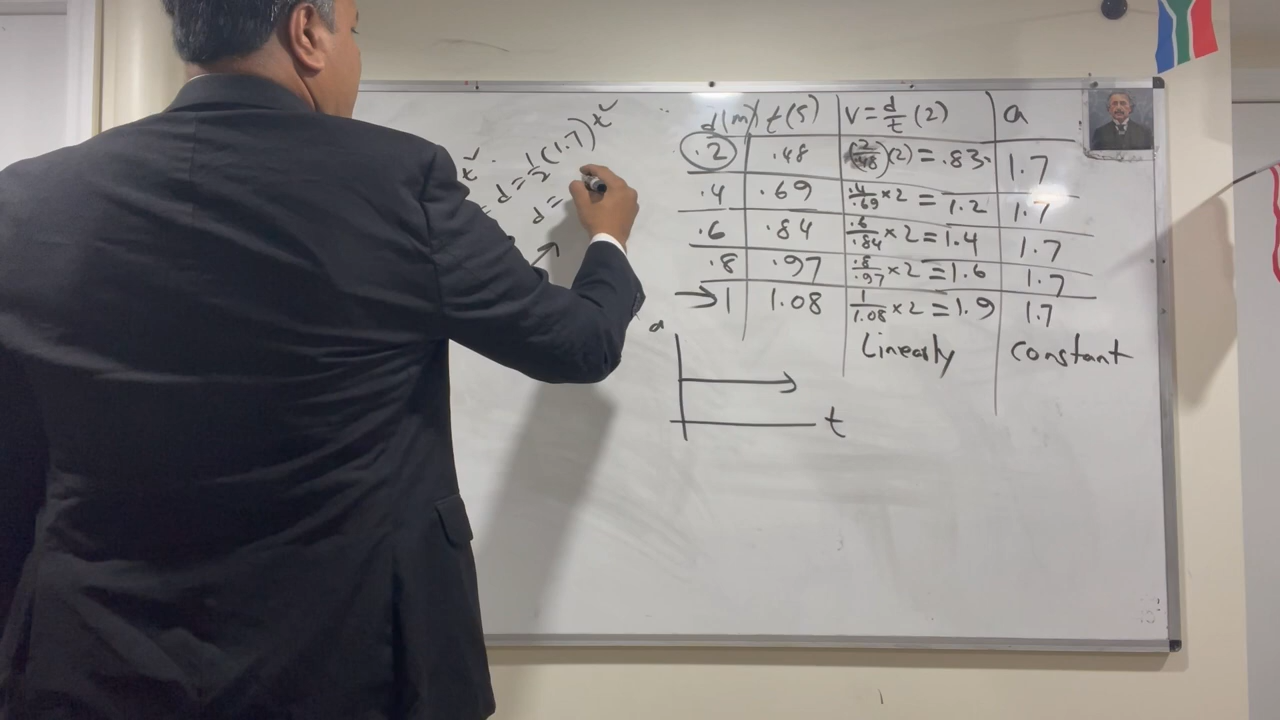 t²
d = 1/2 (1.7) t²
d =
d(m) t(s) v = d/t (2) a
.2 .48 (.2/.48)(2) = .83 1.7
.4 .69 .4/.69 × 2 = 1.2 1.7
.6 .84 .6/.84 × 2 = 1.4 1.7
.8 .97 .8/.97 × 2 = 1.6 1.7
→ 1 1.08 1/1.08 × 2 = 1.9 1.7
Linearly constant
a
t